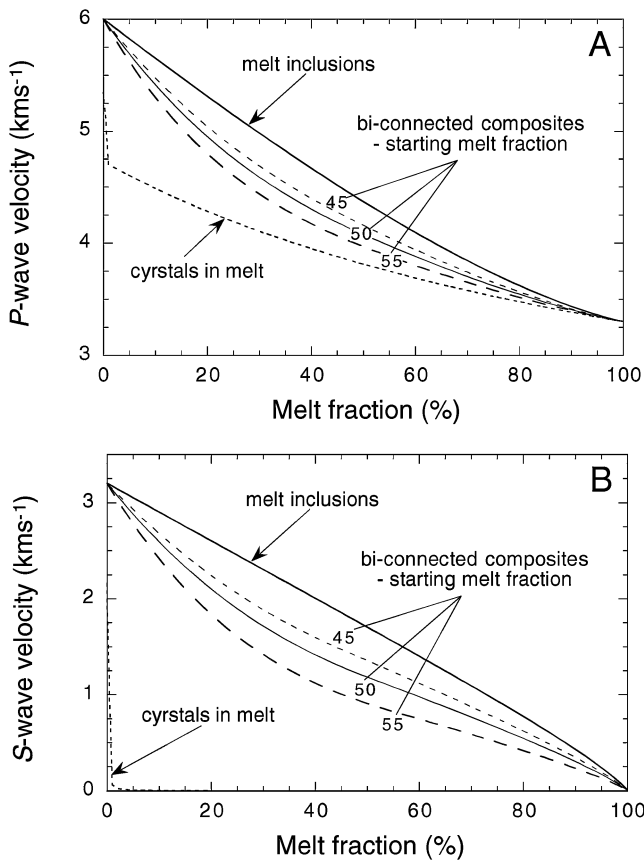 A
6
5
4
3
P-wave velocity (kms-1)
melt inclusions
bi-connected composites
- starting melt fraction
45
50
55
cyrstals in melt
0 20 40 60 80 100
Melt fraction (%)
B
3
2
1
0
S-wave velocity (kms-1)
melt inclusions
bi-connected composites
- starting melt fraction
45
50
55
cyrstals in melt
0 20 40 60 80 100
Melt fraction (%)